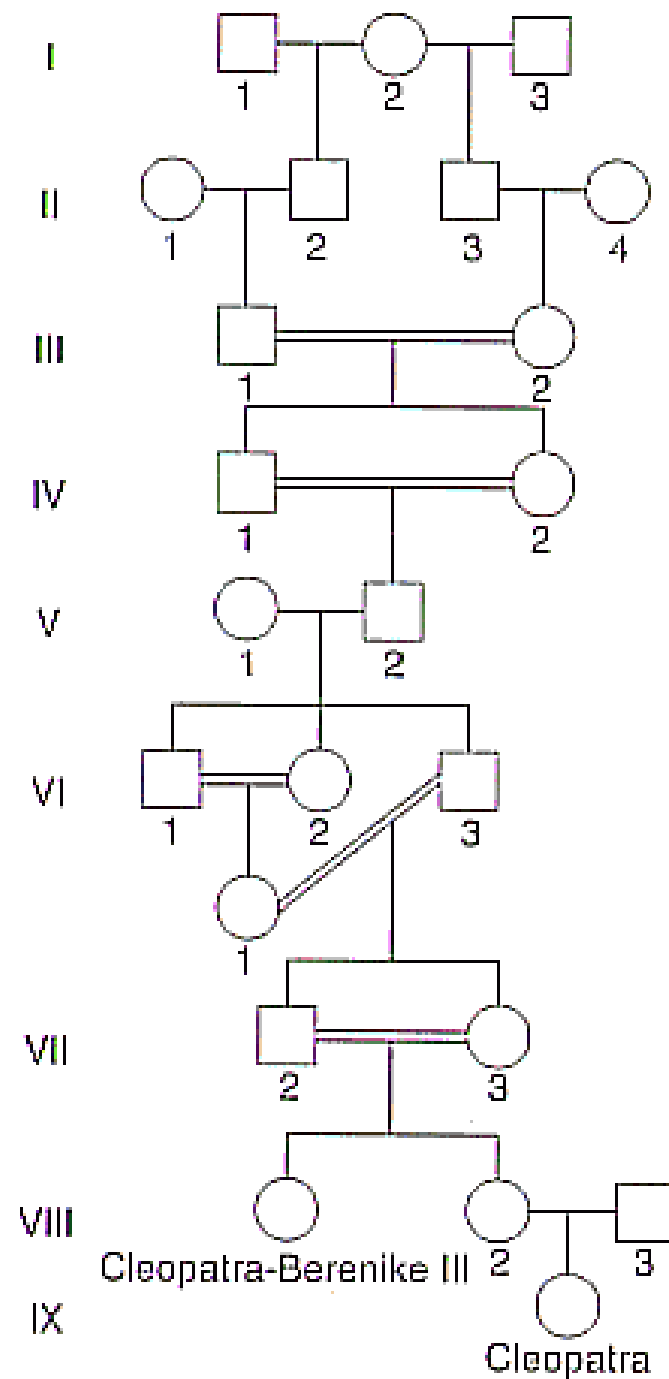 I
1 2 3
II
1 2 3 4
III
1 2
IV
1 2
V
1 2
VI
1 2 3
1
VII
2 3
VIII
Cleopatra-Berenike III 2 3
IX
Cleopatra